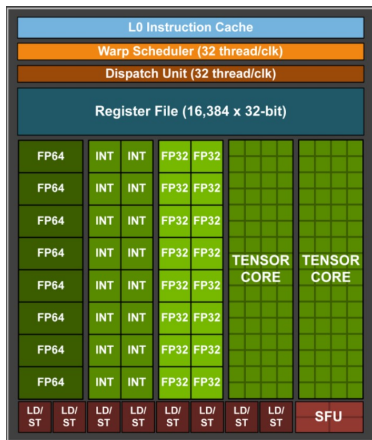 L0 Instruction Cache
Warp Scheduler (32 thread/clk)
Dispatch Unit (32 thread/clk)
Register File (16,384 x 32-bit)
FP64 INT INT FP32 FP32
FP64 INT INT FP32 FP32
FP64 INT INT FP32 FP32
FP64 INT INT FP32 FP32 TENSOR TENSOR
CORE CORE
FP64 INT INT FP32 FP32
FP64 INT INT FP32 FP32
FP64 INT INT FP32 FP32
FP64 INT INT FP32 FP32
LD/ LD/ LD/ LD/ LD/ LD/ LD/ LD/ SFU
ST ST ST ST ST ST ST ST